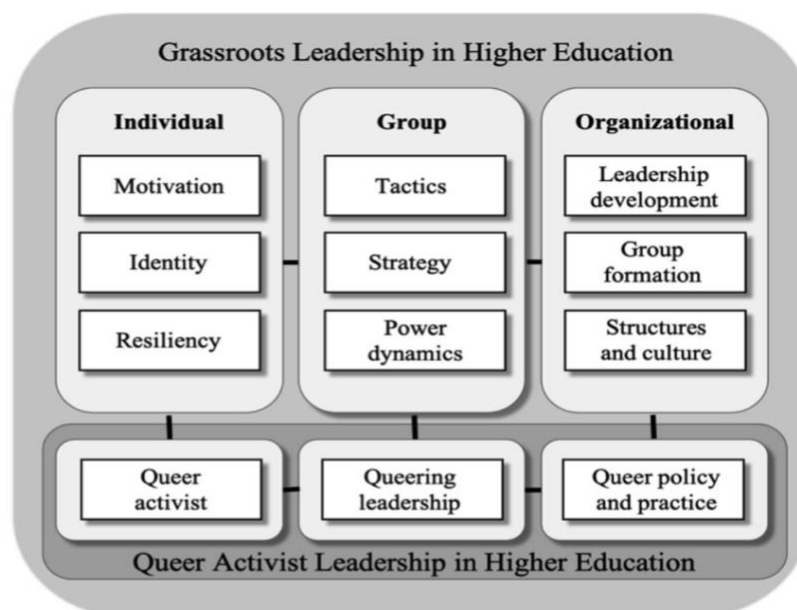 Grassroots Leadership in Higher Education
Individual
Motivation
Identity
Resiliency
Group
Tactics
Strategy
Power
dynamics
Organizational
Leadership
development
Group
formation
Structures
and culture
Queer
activist
Queering
leadership
Queer policy
and practice
Queer Activist Leadership in Higher Education